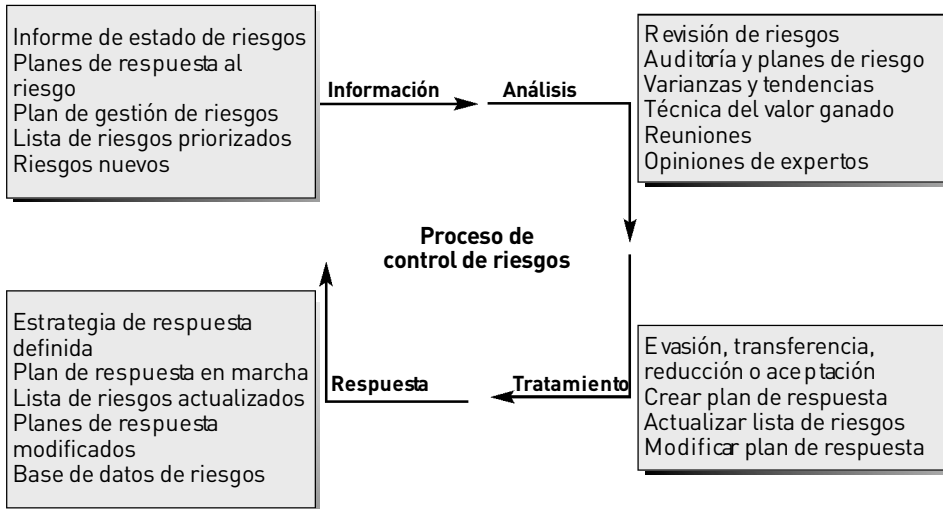 Informe de estado de riesgos
Planes de respuesta al
riesgo
Plan de gestión de riesgos
Lista de riesgos priorizados
Riesgos nuevos
Información
Análisis
Revisión de riesgos
Auditoría y planes de riesgo
Varianzas y tendencias
Técnica del valor ganado
Reuniones
Opiniones de expertos
Proceso de
control de riesgos
Estrategia de respuesta
definida
Plan de respuesta en marcha
Lista de riesgos actualizados
Planes de respuesta
modificados
Base de datos de riesgos
Respuesta
Tratamiento
Evasión, transferencia,
reducción o aceptación
Crear plan de respuesta
Actualizar lista de riesgos
Modificar plan de respuesta